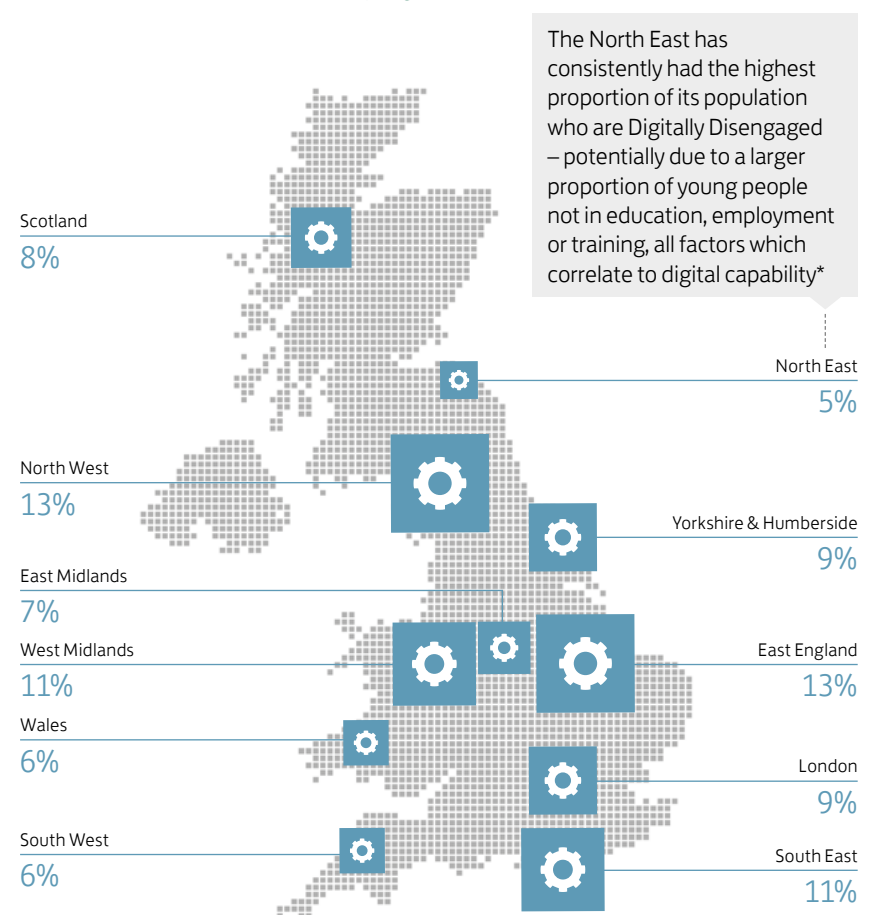 The North East has
consistently had the highest
proportion of its population
who are Digitally Disengaged
– potentially due to a larger
proportion of young people
not in education, employment
or training, all factors which
correlate to digital capability*
Scotland
8%
North East
5%
North West
13%
Yorkshire & Humberside
9%
East Midlands
7%
West Midlands
11%
East England
13%
Wales
6%
London
9%
South West
6%
South East
11%